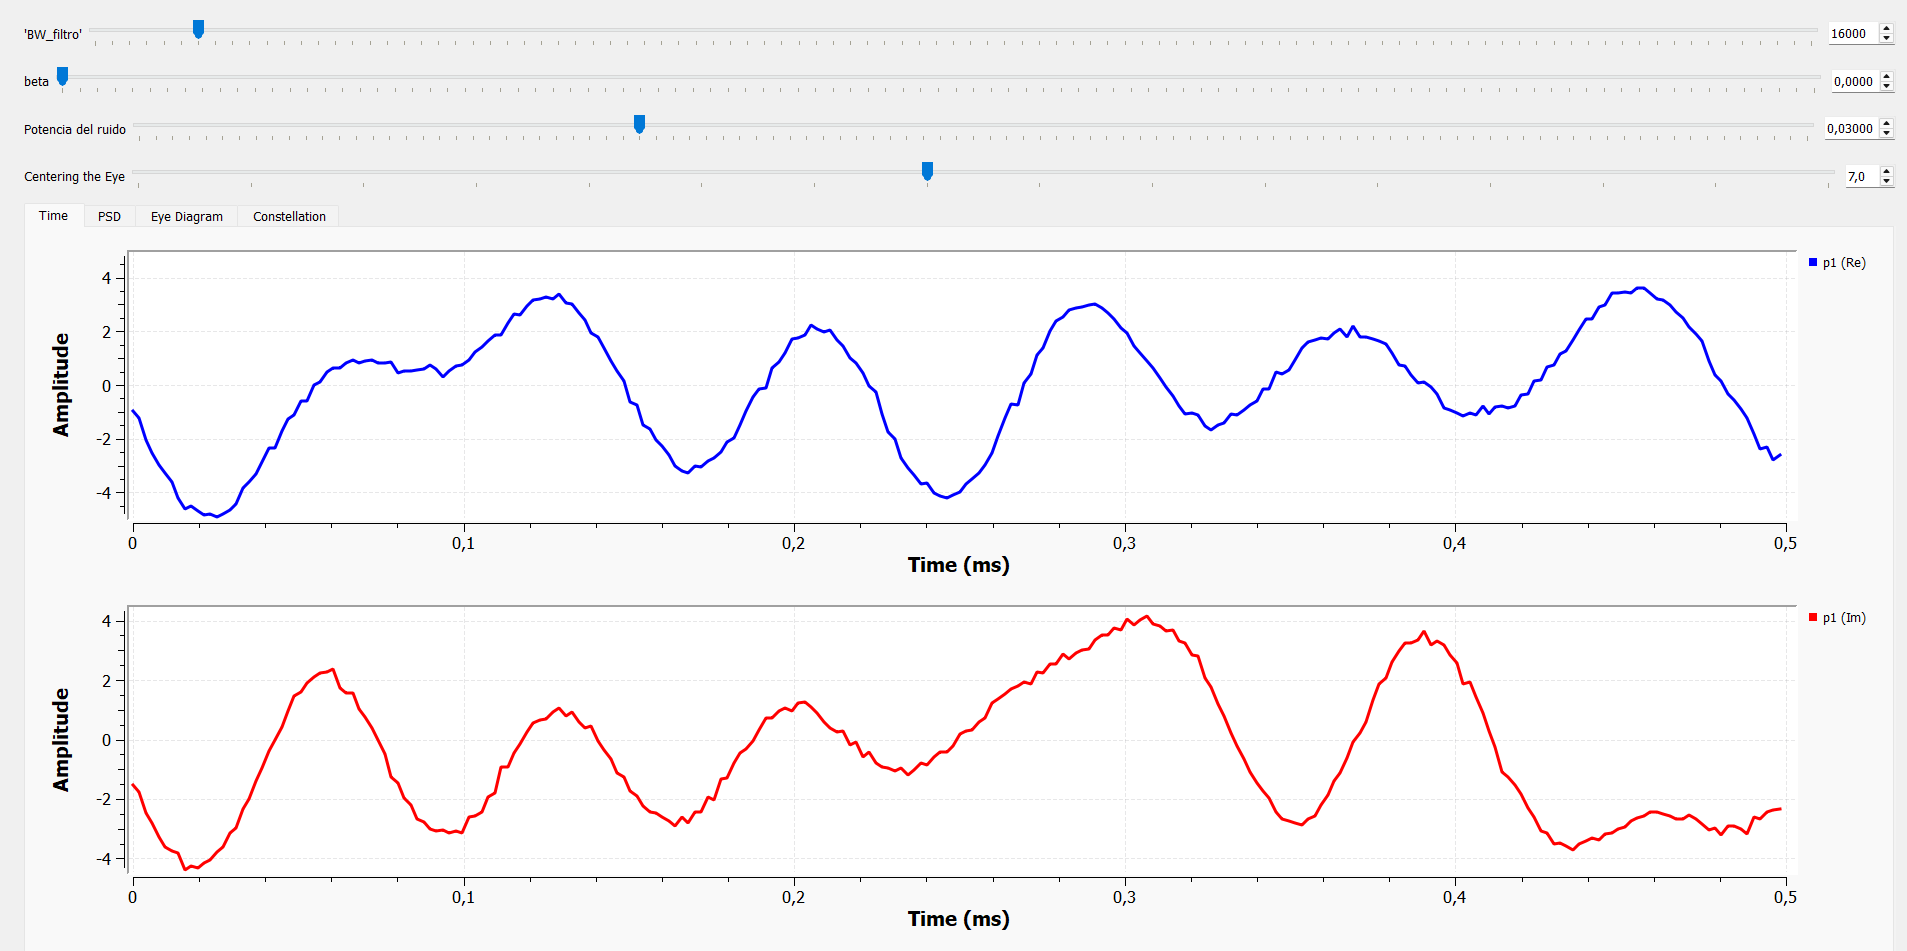 'BW_filtro' 16000
beta 0,0000
Potencia del ruido 0,03000
Centering the Eye 7,0
Time PSD Eye Diagram Constellation
p1 (Re)
Amplitude
4
2
0
-2
-4
0 0,1 0,2 0,3 0,4 0,5
Time (ms)
p1 (Im)
Amplitude
4
2
0
-2
-4
0 0,1 0,2 0,3 0,4 0,5
Time (ms)